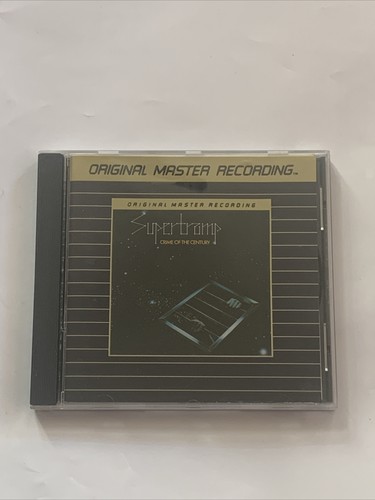 ORIGINAL MASTER RECORDING™
ORIGINAL MASTER RECORDING
Supertramp
CRIME OF THE CENTURY